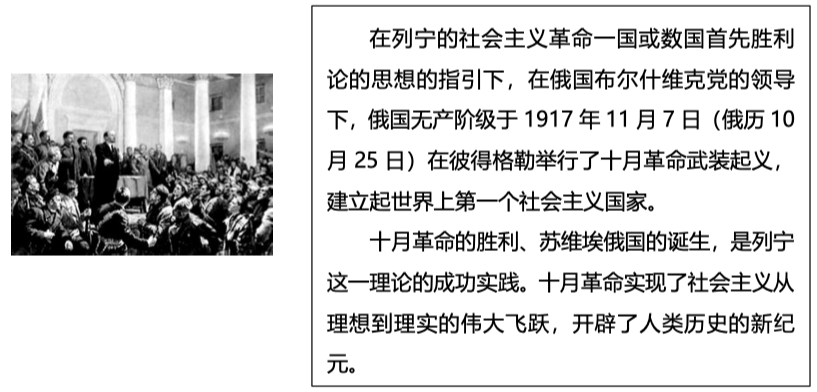 在列宁的社会主义革命一国或数国首先胜利
论的思想的指引下，在俄国布尔什维克党的领导
下，俄国无产阶级于 1917 年 11 月 7 日（俄历 10
月 25 日）在彼得格勒举行了十月革命武装起义，
建立起世界上第一个社会主义国家。
十月革命的胜利、苏维埃俄国的诞生，是列宁
这一理论的成功实践。十月革命实现了社会主义从
理想到理实的伟大飞跃，开辟了人类历史的新纪
元。